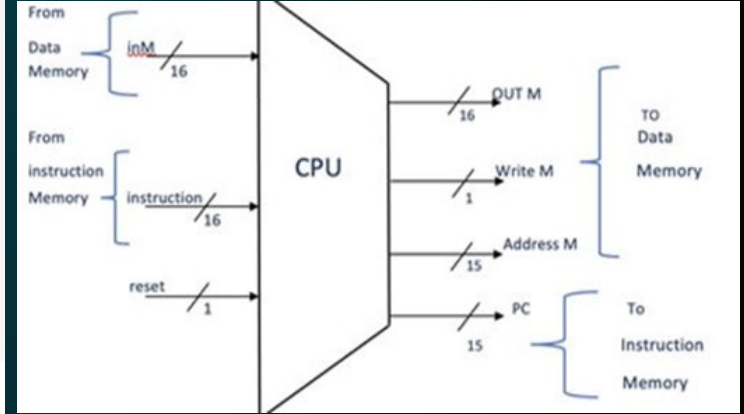 From
Data
Memory
inM
16
From
instruction
Memory
instruction
16
reset
1
CPU
OUT M
16
Write M
1
Address M
15
PC
15
TO
Data
Memory
To
Instruction
Memory